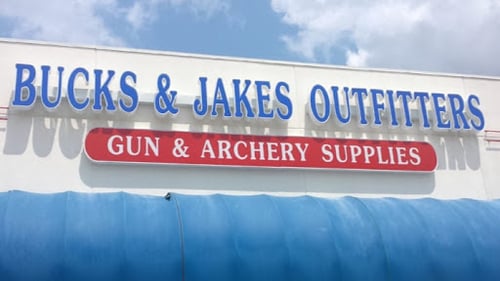 BUCKS & JAKES OUTFITTERS
GUN & ARCHERY SUPPLIES